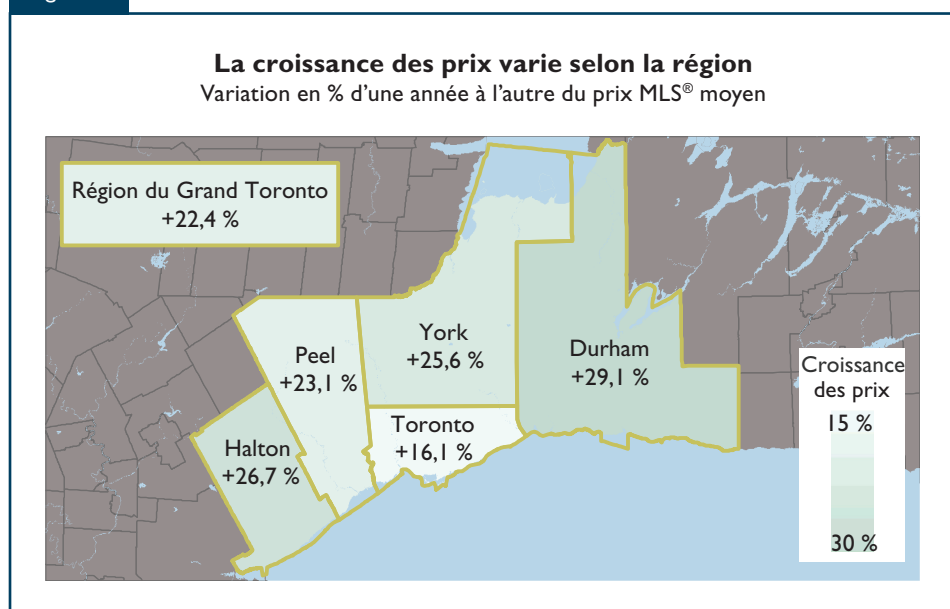 La croissance des prix varie selon la région
Variation en % d’une année à l’autre du prix MLS® moyen
Région du Grand Toronto
+22,4 %
York
+25,6 %
Peel
+23,1 %
Durham
+29,1 %
Halton
+26,7 %
Toronto
+16,1 %
Croissance
des prix
15 %
30 %